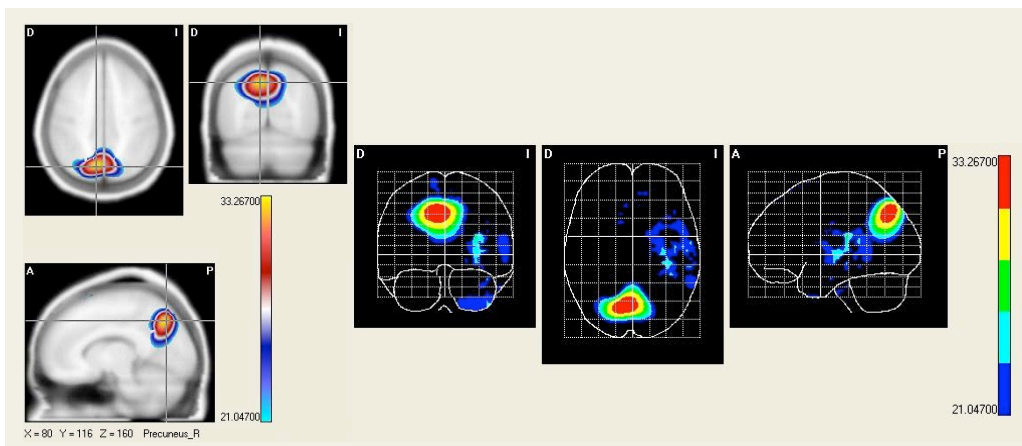 D I
D I
33.26700
21.04700
A P
X = 80 Y = 116 Z = 160 Precuneus_R
D I
D I
A P
33.26700
21.04700